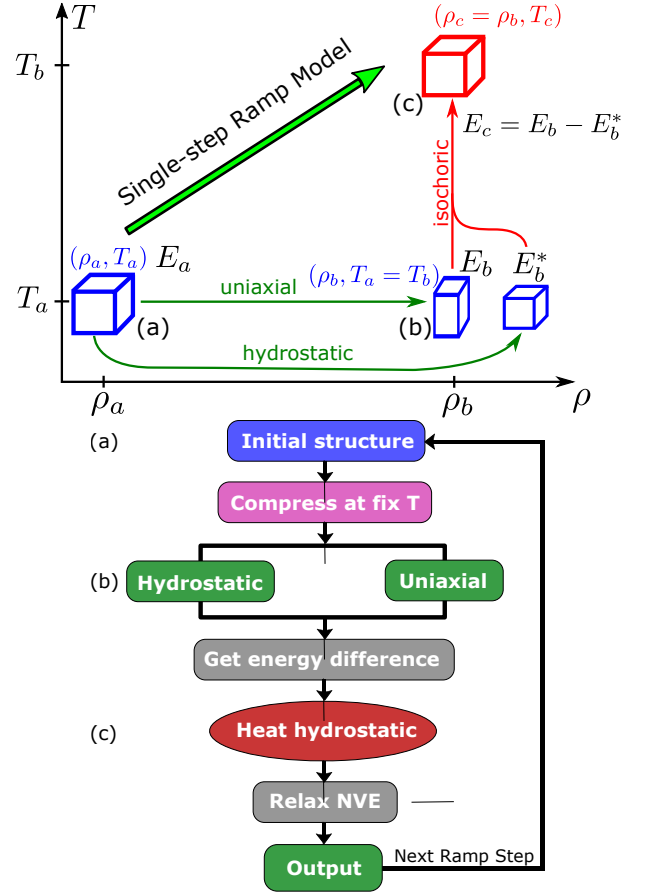 T
(ρ_c = ρ_b, T_c)
T_b
(c)
E_c = E_b − E_b^*
Single-step Ramp Model
isochoric
(ρ_a, T_a) E_a
(ρ_b, T_a = T_b)
E_b
E_b^*
T_a
uniaxial
(a)
(b)
hydrostatic
ρ_a
ρ_b
ρ
(a)
Initial structure
Compress at fix T
(b)
Hydrostatic
Uniaxial
Get energy difference
(c)
Heat hydrostatic
Relax NVE
Output
Next Ramp Step